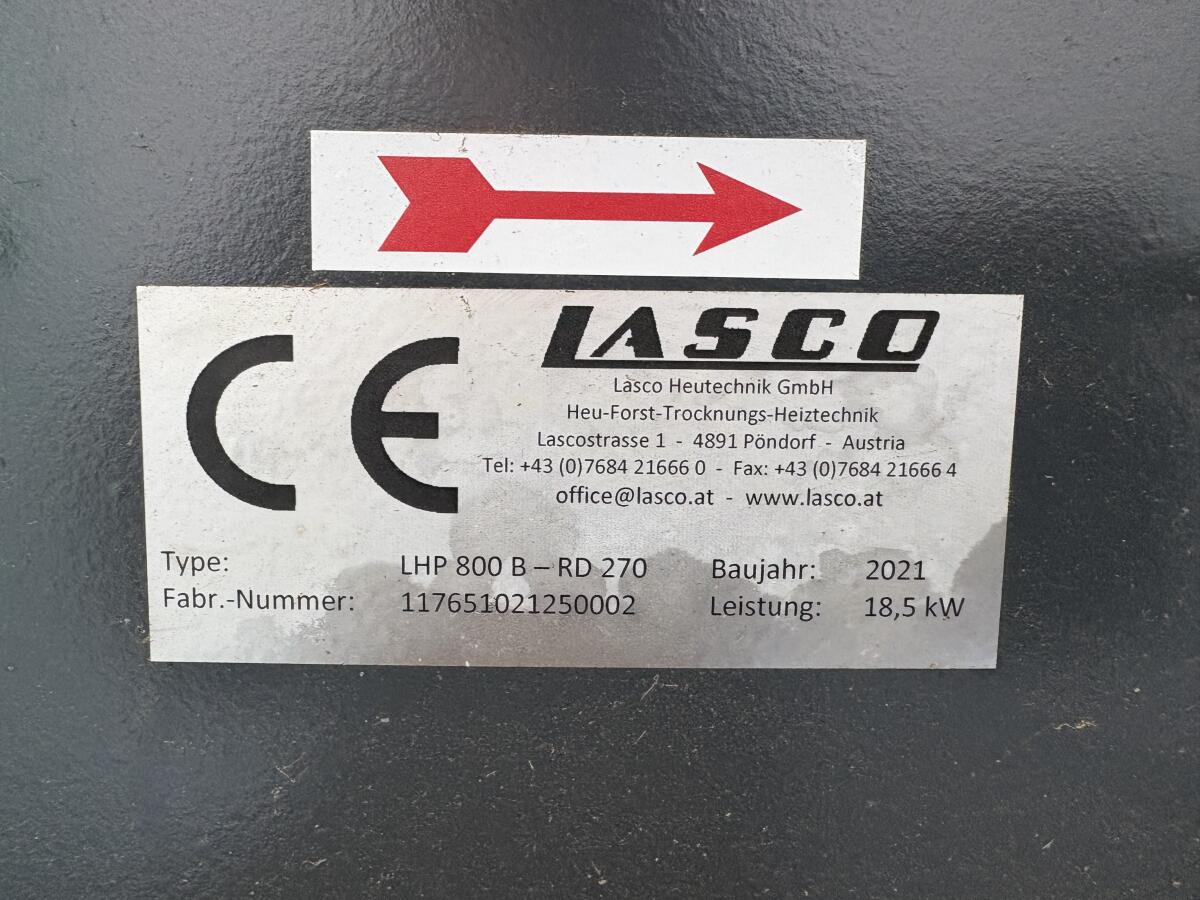 CE
LASCO
Lasco Heutechnik GmbH
Heu-Forst-Trocknungs-Heiztechnik
Lascostrasse 1 - 4891 Pöndorf - Austria
Tel: +43 (0)7684 21666 0 - Fax: +43 (0)7684 21666 4
office@lasco.at - www.lasco.at
Type: LHP 800 B – RD 270 Baujahr: 2021
Fabr.-Nummer: 117651021250002 Leistung: 18,5 kW